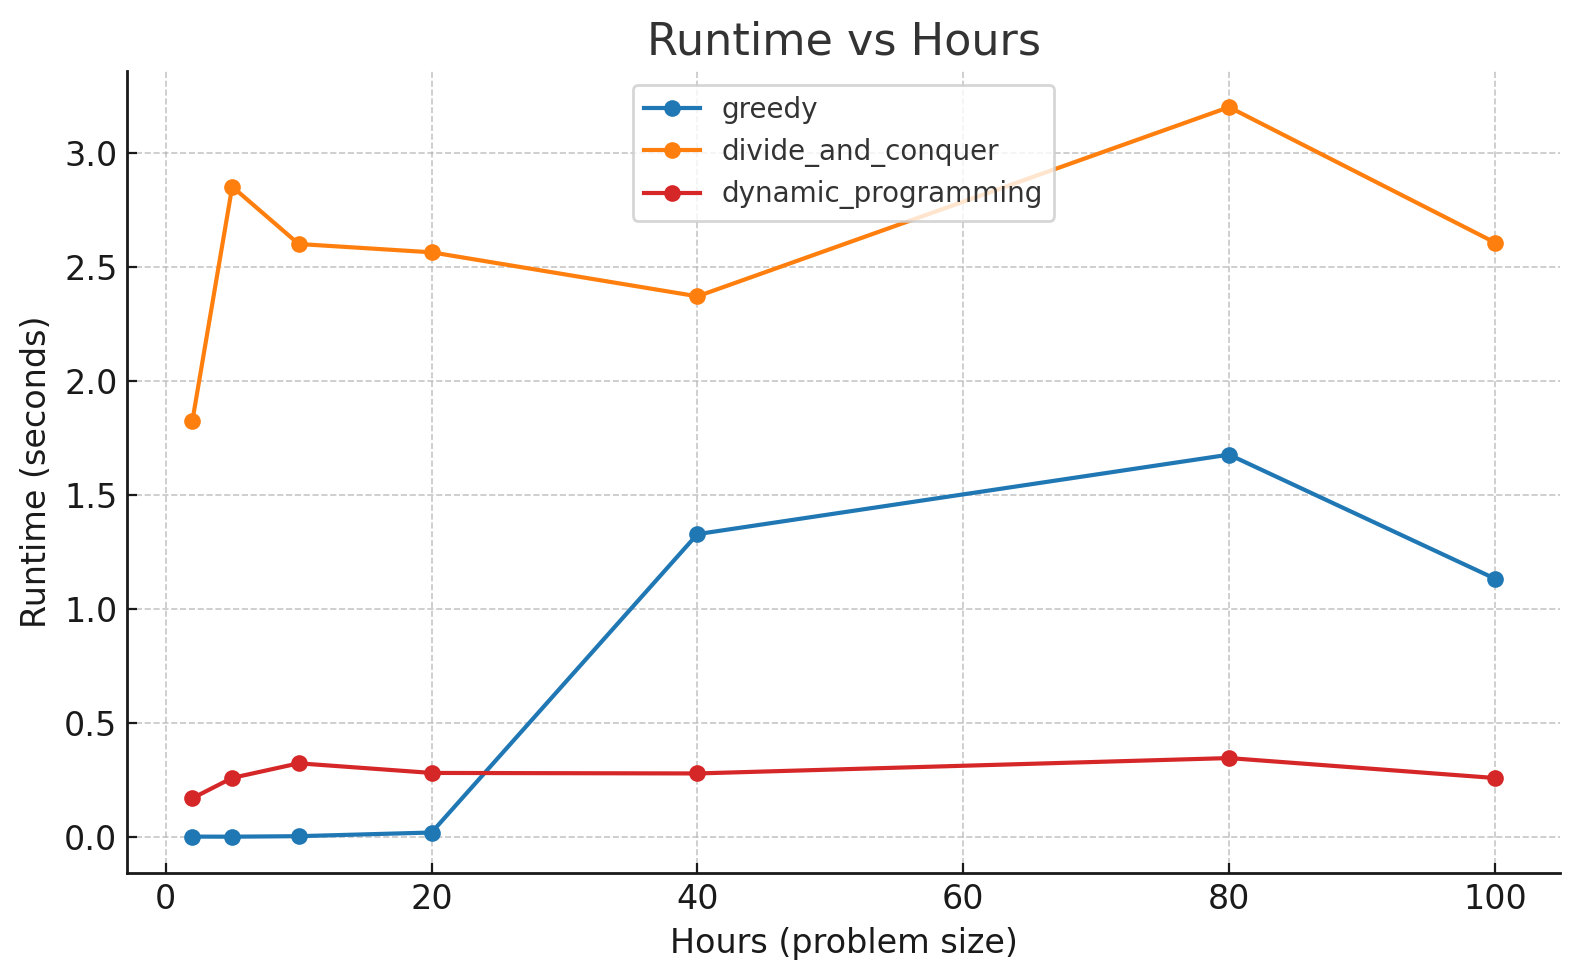 Runtime vs Hours
greedy
divide_and_conquer
dynamic_programming
Runtime (seconds)
3.0
2.5
2.0
1.5
1.0
0.5
0.0
0 20 40 60 80 100
Hours (problem size)